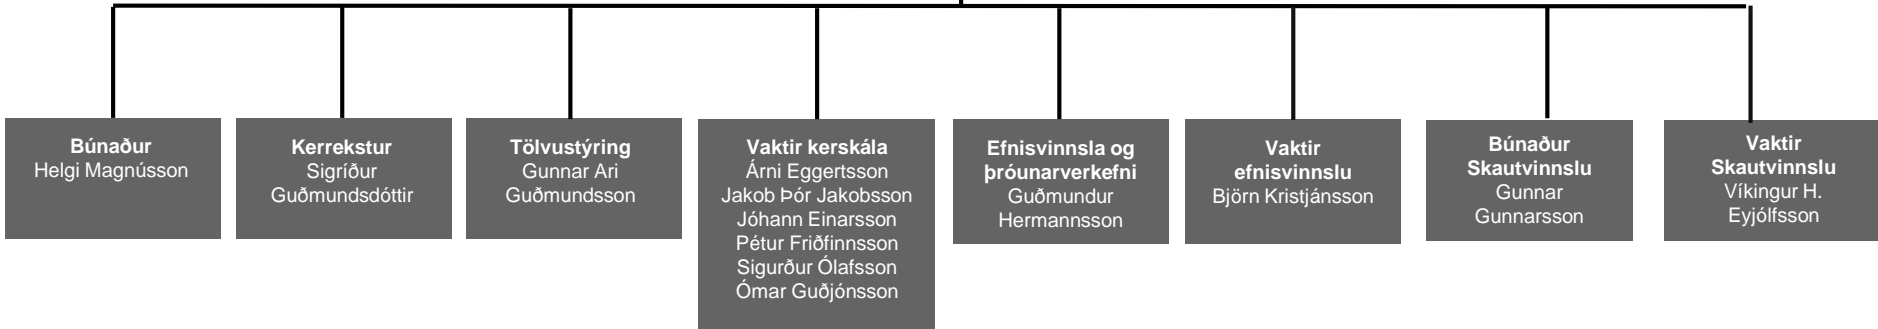 Búnaður
Helgi Magnússon
Kerrekstur
Sigríður
Guðmundsdóttir
Tölvustýring
Gunnar Ari
Guðmundsson
Vaktir kerskála
Árni Eggertsson
Jakob Þór Jakobsson
Jóhann Einarsson
Pétur Friðfinnsson
Sigurður Ólafsson
Ómar Guðjónsson
Efnisvinnsla og
þróunarverkefni
Guðmundur
Hermannsson
Vaktir
efnisvinnslu
Björn Kristjánsson
Búnaður
Skautvinnslu
Gunnar
Gunnarsson
Vaktir
Skautvinnslu
Víkingur H.
Eyjólfsson